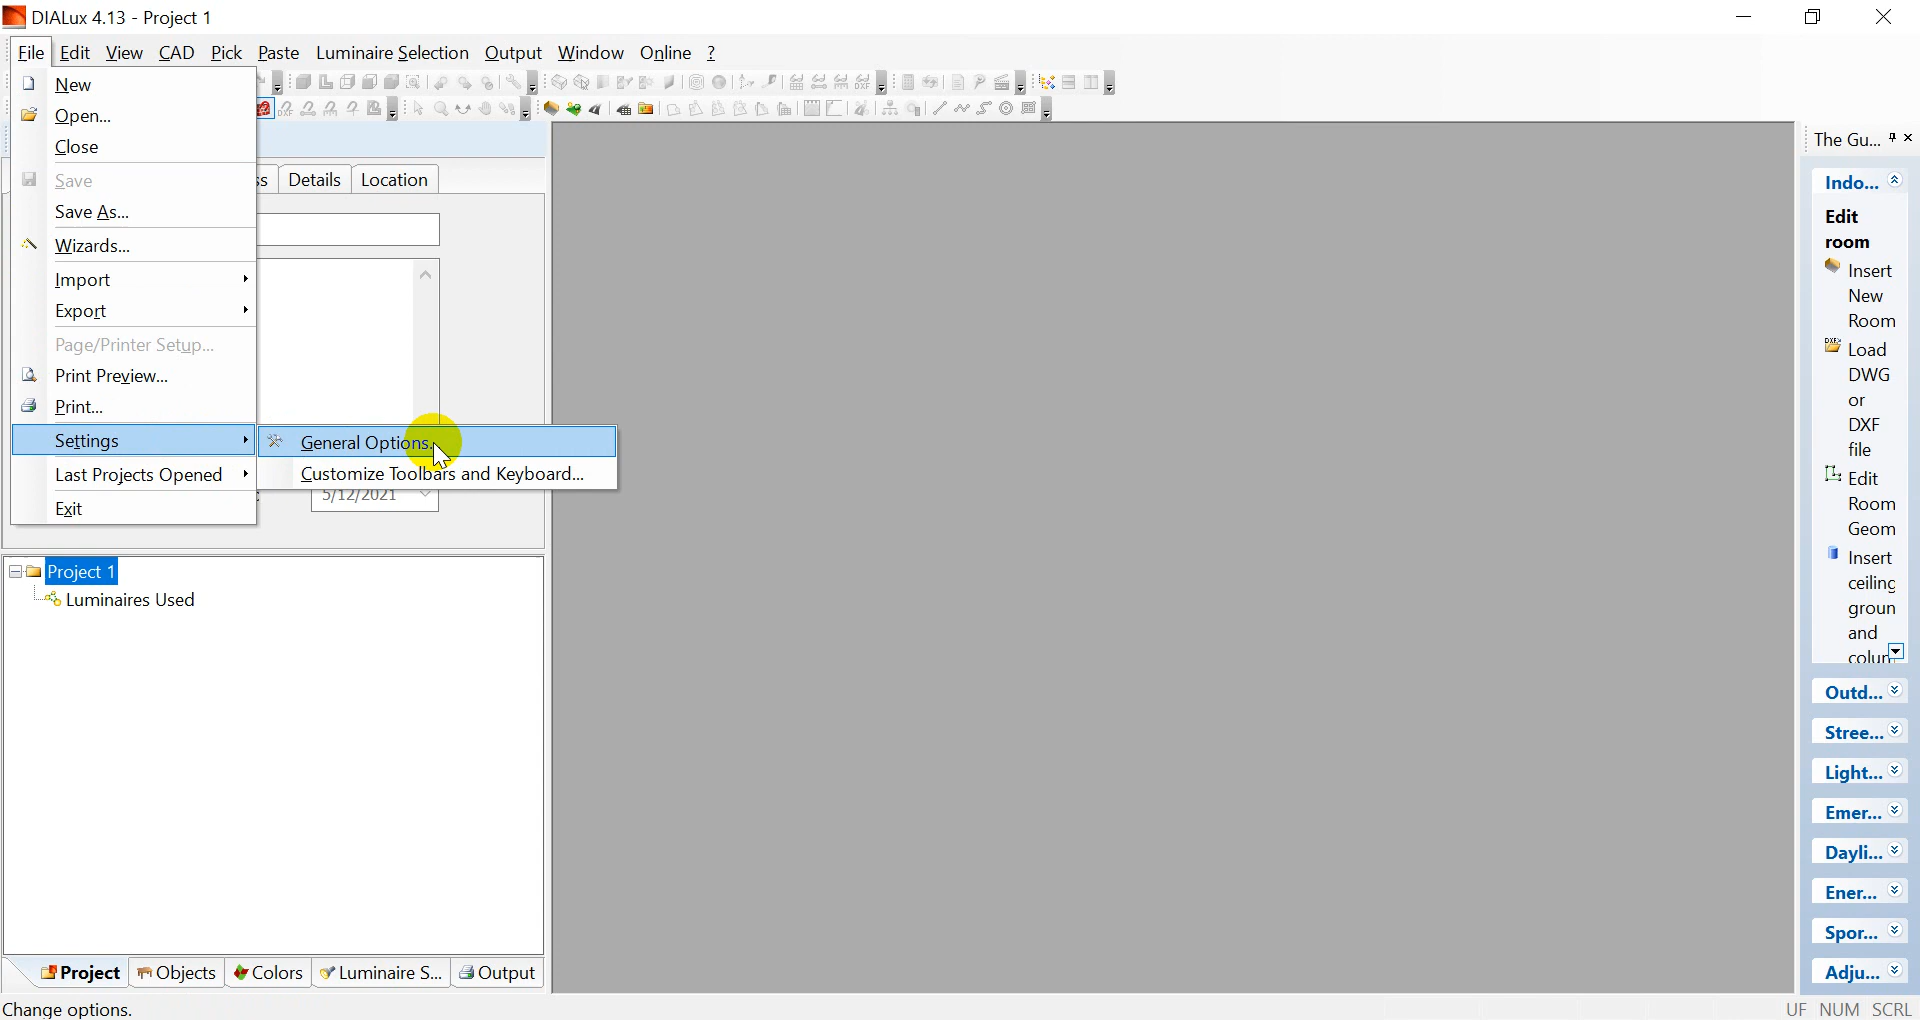 DIALux 4.13 - Project 1
File Edit View CAD Pick Paste Luminaire Selection Output Window Online ?
New
Open...
Close
Save
Save As...
Wizards...
Import
Export
Page/Printer Setup...
Print Preview...
Print...
Settings
Last Projects Opened
Exit
General Options...
Customize Toolbars and Keyboard...
ss Details Location
5/12/2021
Project 1
Luminaires Used
Project Objects Colors Luminaire S... Output
Change options.
UF NUM SCRL
The Gu...
Indo...
Edit
room
Insert
New
Room
Load
DWG
or
DXF
file
Edit
Room
Geom
Insert
ceiling
groun
and
colum
Outd...
Stree...
Light...
Emer...
Dayli...
Ener...
Spor...
Adju...